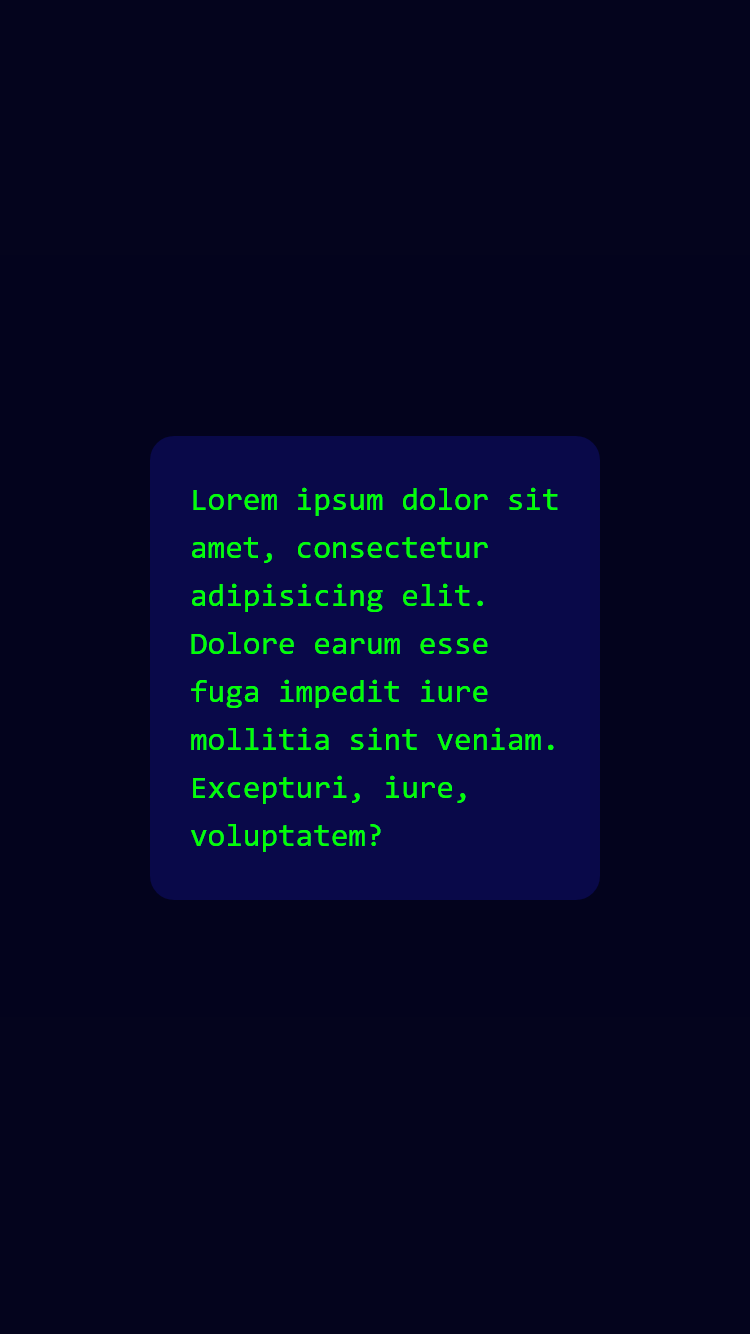 Lorem ipsum dolor sit
amet, consectetur
adipisicing elit.
Dolore earum esse
fuga impedit iure
mollitia sint veniam.
Excepturi, iure,
voluptatem?